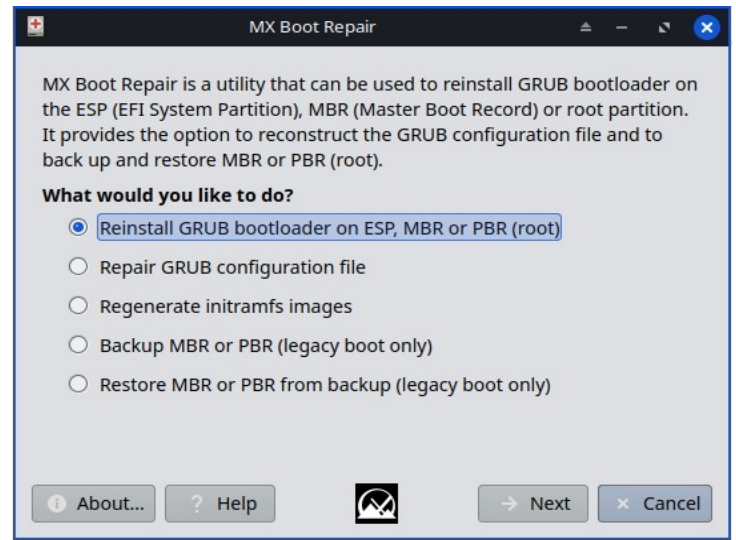 MX Boot Repair
MX Boot Repair is a utility that can be used to reinstall GRUB bootloader on
the ESP (EFI System Partition), MBR (Master Boot Record) or root partition.
It provides the option to reconstruct the GRUB configuration file and to
back up and restore MBR or PBR (root).
What would you like to do?
Reinstall GRUB bootloader on ESP, MBR or PBR (root)
Repair GRUB configuration file
Regenerate initramfs images
Backup MBR or PBR (legacy boot only)
Restore MBR or PBR from backup (legacy boot only)
About... ? Help Next Cancel